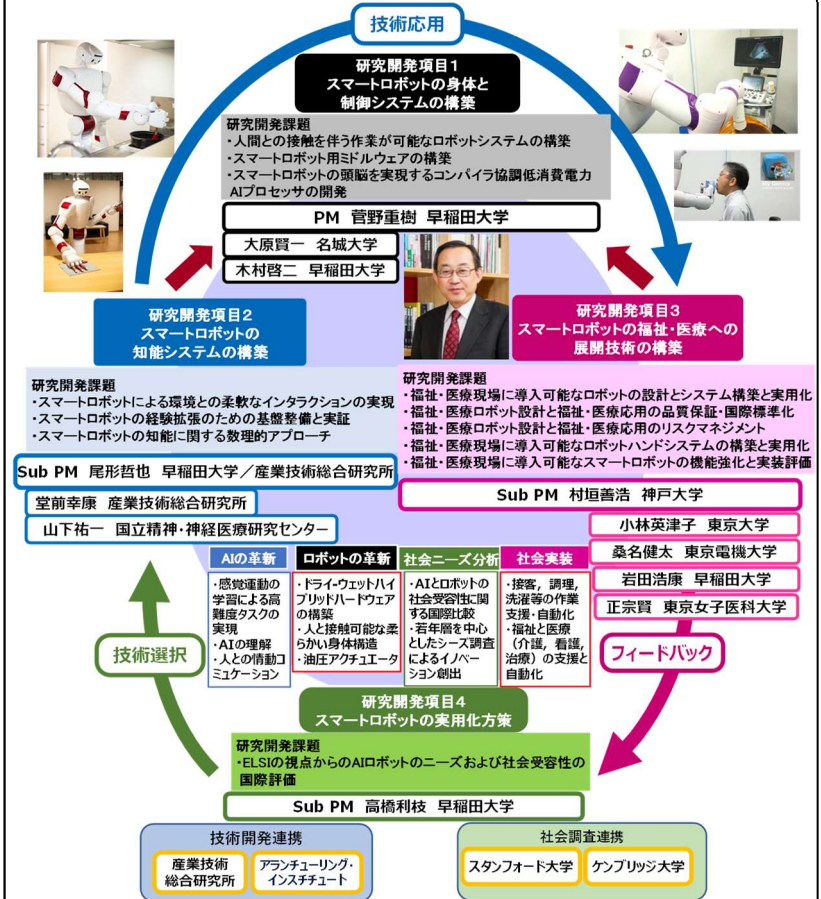 技術応用
研究開発項目1
スマートロボットの身体と
制御システムの構築
研究開発課題
・人間との接触を伴う作業が可能なロボットシステムの構築
・スマートロボット用ミドルウェアの構築
・スマートロボットの頭脳を実現するコンパイラ協調低消費電力
AIプロセッサの開発
PM 菅野重樹 早稲田大学
大原賢一 名城大学
木村啓二 早稲田大学
研究開発項目2
スマートロボットの
知能システムの構築
研究開発課題
・スマートロボットによる環境との柔軟なインタラクションの実現
・スマートロボットの経験拡張のための基盤整備と実証
・スマートロボットの知能に関する数理的アプローチ
Sub PM 尾形哲也 早稲田大学／産業技術総合研究所
堂前幸康 産業技術総合研究所
山下祐一 国立精神・神経医療研究センター
研究開発項目3
スマートロボットの福祉・医療への
展開技術の構築
研究開発課題
・福祉・医療現場に導入可能なロボットの設計とシステム構築と実用化
・福祉・医療ロボット設計と福祉・医療応用の品質保証・国際標準化
・福祉・医療ロボット設計と福祉・医療応用のリスクマネジメント
・福祉・医療現場に導入可能なロボットハンドシステムの構築と実用化
・福祉・医療現場に導入可能なスマートロボットの機能強化と実装評価
Sub PM 村垣善浩 神戸大学
小林英津子 東京大学
桑名健太 東京電機大学
岩田浩康 早稲田大学
正宗賢 東京女子医科大学
AIの革新
・感覚運動の
学習による高
難度タスクの
実現
・AIの理解
・人との情動コ
ミュケーション
ロボットの革新
・ドライ・ウェットハイ
ブリッドハードウェア
の構築
・人と接触可能な柔
らかい身体構造
・油圧アクチュエータ
社会ニーズ分析
・AIとロボットの
社会受容性に関
する国際比較
・若年層を中心
としたシーズ調査
によるイノベー
ション創出
社会実装
・接客，調理，
洗濯等の作業
支援・自動化
・福祉と医療
（介護，看護，
治療）の支援と
自動化
技術選択
フィードバック
研究開発項目4
スマートロボットの実用化方策
研究開発課題
・ELSIの視点からのAIロボットのニーズおよび社会受容性の
国際評価
Sub PM 高橋利枝 早稲田大学
技術開発連携
産業技術
総合研究所
アランチューリング・
インスチチュート
社会調査連携
スタンフォード大学
ケンブリッジ大学